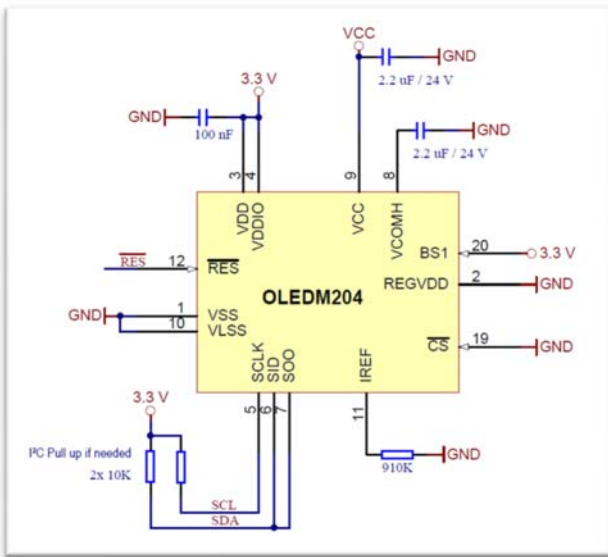 VCC
GND
2.2 uF / 24 V
3.3 V
GND
100 nF
GND
2.2 uF / 24 V
3
4
9
8
VDD
VDDIO
VCC
VCOMH
RES
12
RES
BS1
20
3.3 V
REGVDD
2
GND
OLEDM204
GND
1
VSS
10
VLSS
CS
19
GND
SCLK
SID
SOO
IREF
5
6
7
11
3.3 V
I²C Pull up if needed
2x 10K
910K
GND
SCL
SDA